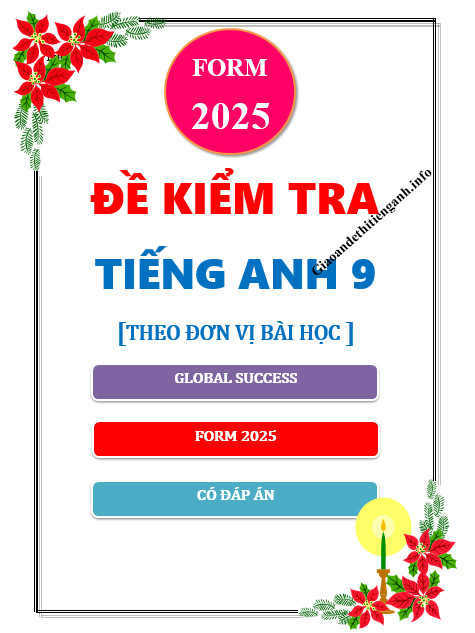 FORM
2025
ĐỀ KIỂM TRA
Giaoandethitienganh.info
TIẾNG ANH 9
[THEO ĐƠN VỊ BÀI HỌC ]
GLOBAL SUCCESS
FORM 2025
CÓ ĐÁP ÁN